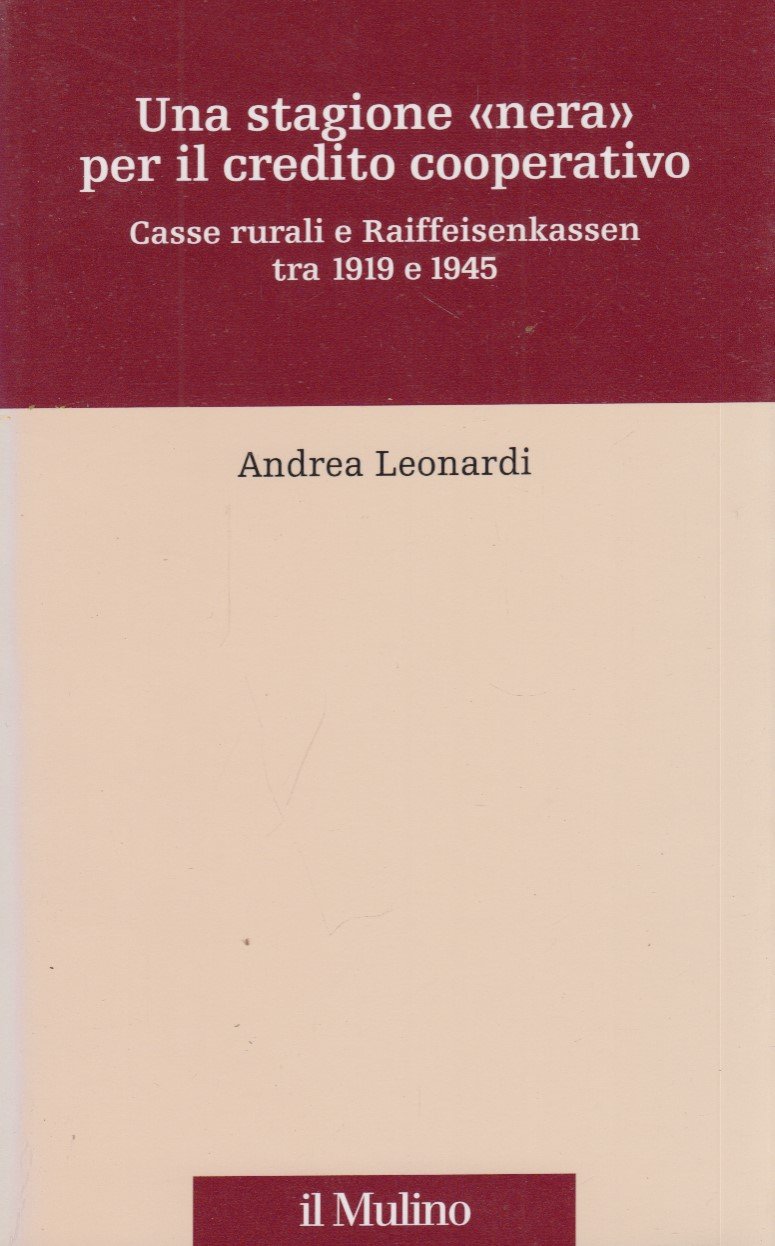 Una stagione «nera»
per il credito cooperativo
Casse rurali e Raiffeisenkassen
tra 1919 e 1945
Andrea Leonardi
il Mulino